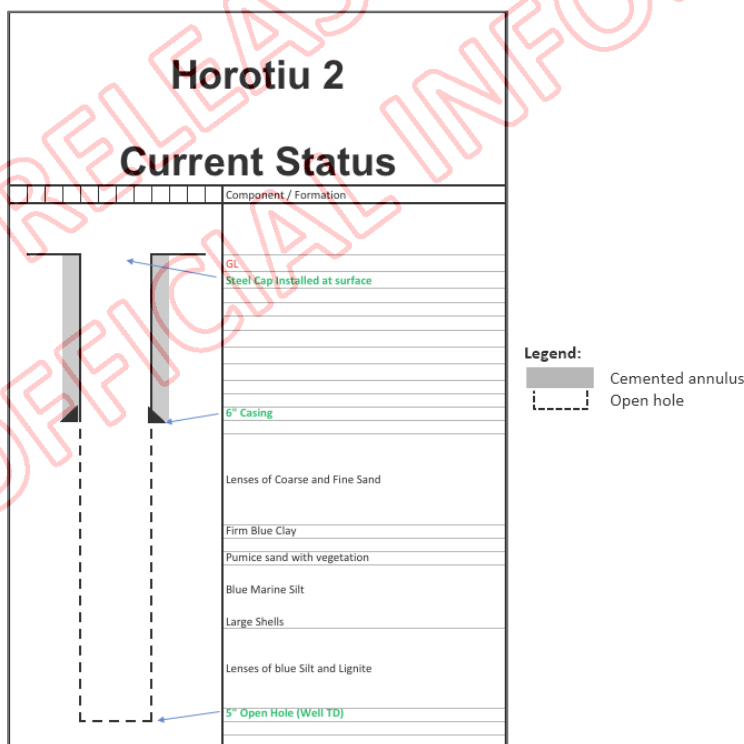 Horotiu 2
Current Status
Component / Formation
GL
Steel Cap Installed at surface
6" Casing
Lenses of Coarse and Fine Sand
Firm Blue Clay
Pumice sand with vegetation
Blue Marine Silt
Large Shells
Lenses of blue Silt and Lignite
5" Open Hole (Well TD)
Legend:
Cemented annulus
Open hole
RELEAS
OFFICIAL INFO